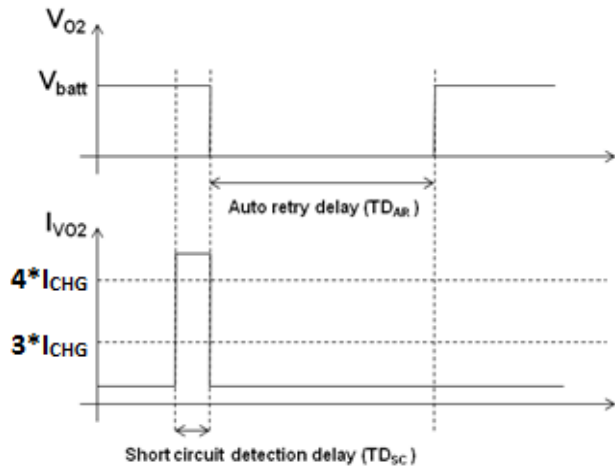 VO2
Vbatt
Auto retry delay (TDAR)
IVO2
4*ICHG
3*ICHG
Short circuit detection delay (TDSC)